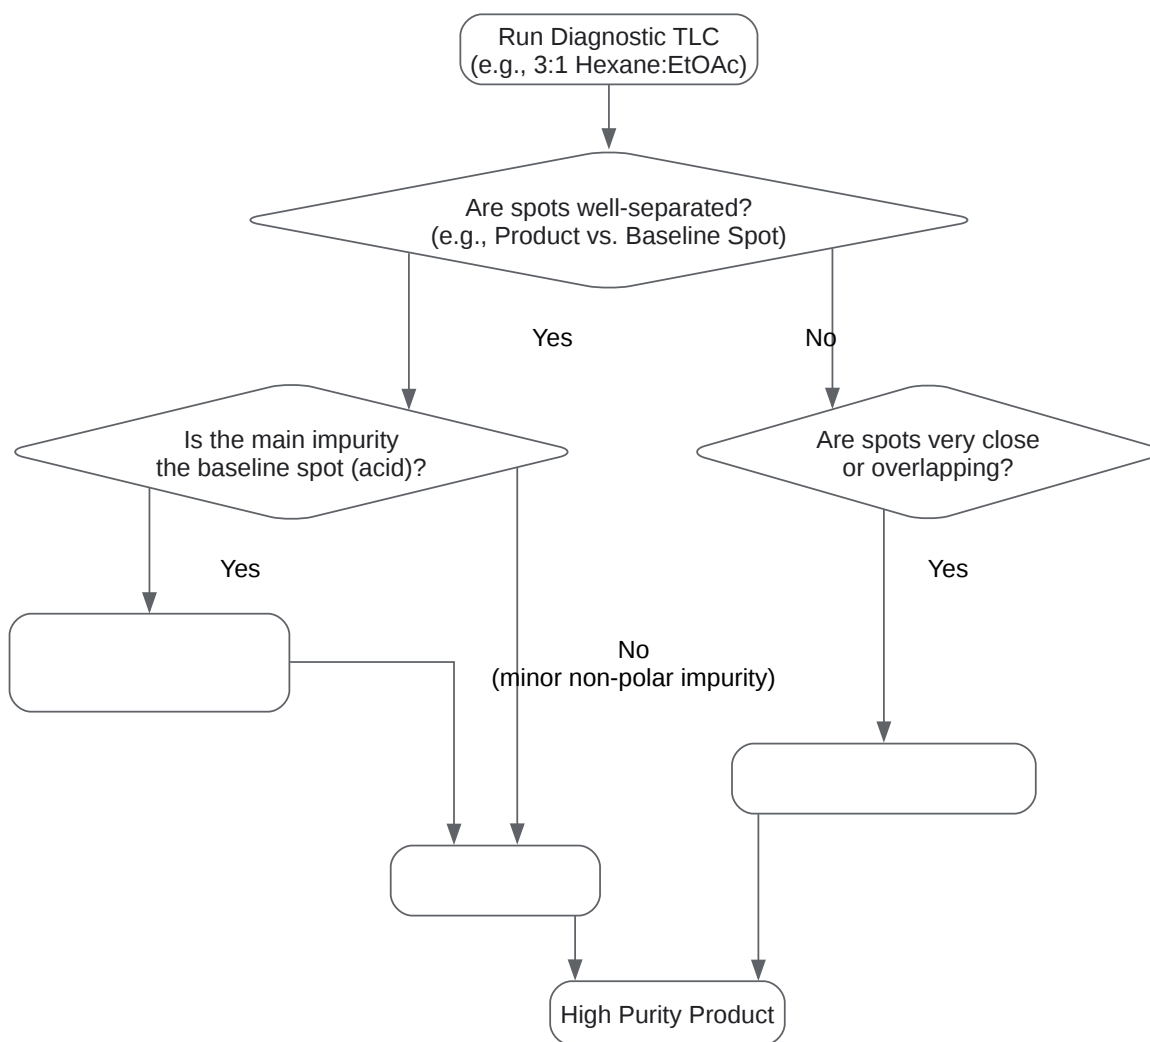 Run Diagnostic TLC
(e.g., 3:1 Hexane:EtOAc)
Are spots well-separated?
(e.g., Product vs. Baseline Spot)
Yes
No
Is the main impurity
the baseline spot (acid)?
Are spots very close
or overlapping?
Yes
Yes
No
(minor non-polar impurity)
High Purity Product